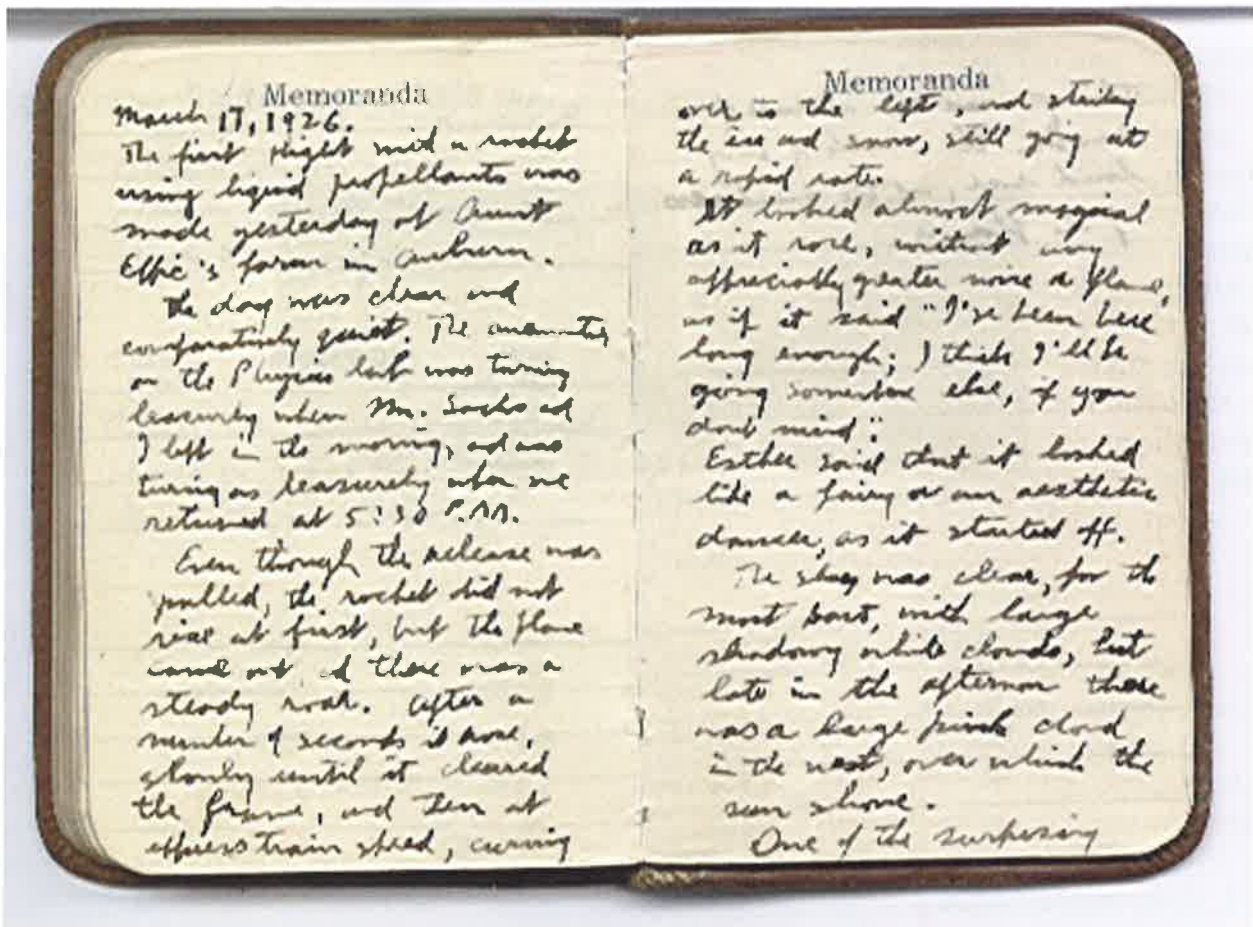 Memoranda
March 17, 1926.
The first flight with a rocket
using liquid propellants was
made yesterday at Aunt
Effie's farm in Auburn.
The day was clear and
comparatively quiet. The anemometer
on the Physics lab was turning
leasurely when Mr. Sachs and
I left in the morning, and was
turning as leasurely when we
returned at 5:30 P.M.
Even though the release was
pulled, the rocket did not
rise at first, but the flame
came out, and there was a
steady roar. After a
number of seconds it rose,
slowly until it cleared
the frame, and then at
express train speed, curving
Memoranda
over to the left, and striking
the ice and snow, still going at
a rapid rate.
It looked almost magical
as it rose, without any
appreciably greater noise or flame,
as if it said "I've been here
long enough; I think I'll be
going somewhere else, if you
dont mind".
Esther said that it looked
like a fairy or an aesthetic
dancer, as it started off.
The sky was clear, for the
most part, with large
shadowy white clouds, but
late in the afternoon there
was a large pink cloud
in the west, over which the
sun shone.
One of the surprising